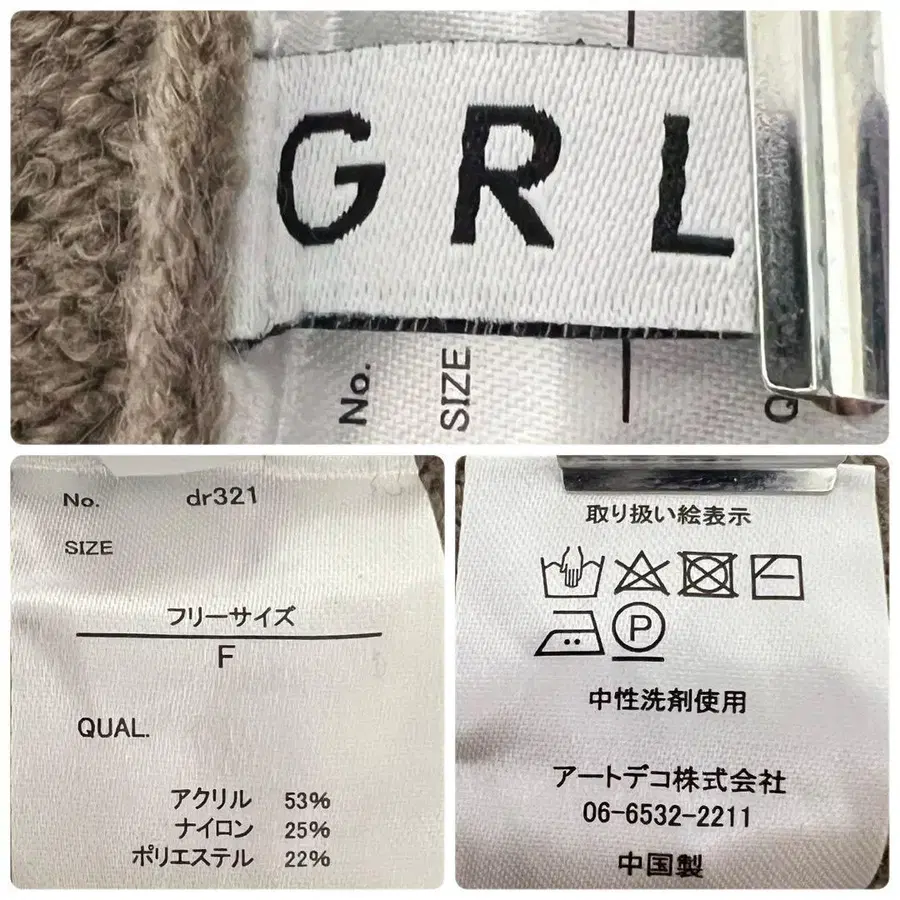 GRL
No.
SIZE
Q
No. dr321
SIZE
フリーサイズ
F
QUAL.
アクリル 53%
ナイロン 25%
ポリエステル 22%
取り扱い絵表示
P
中性洗剤使用
アートデコ株式会社
06-6532-2211
中国製